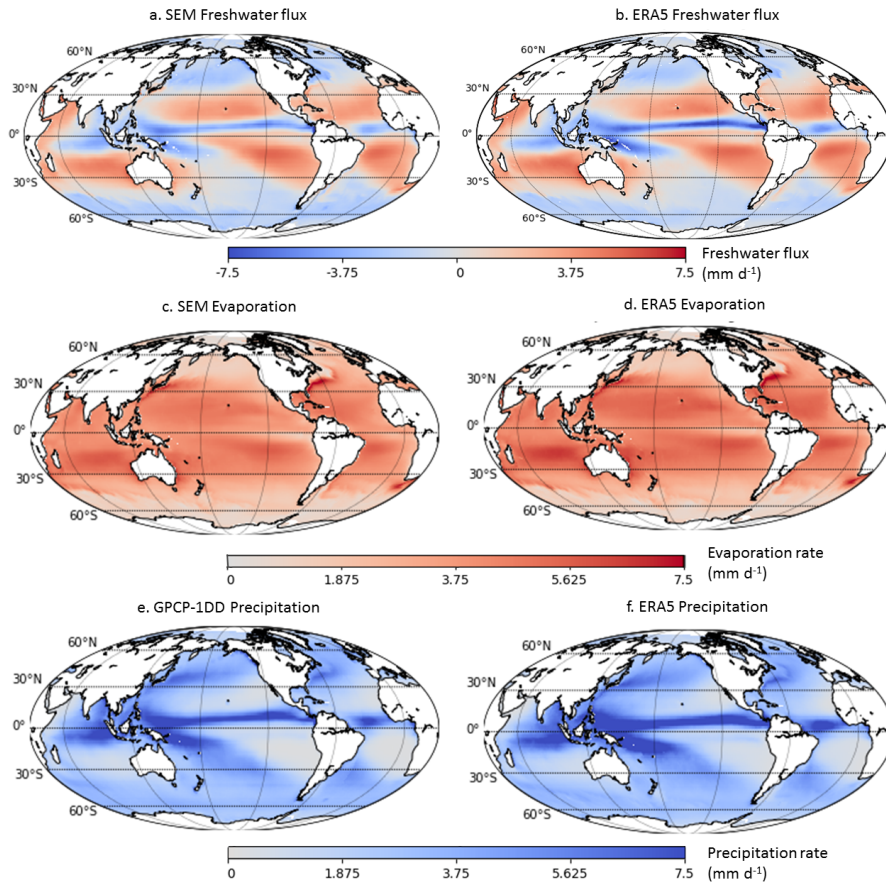 a. SEM Freshwater flux
b. ERA5 Freshwater flux
60°N
30°N
0°
30°S
60°S
60°N
30°N
0°
30°S
60°S
-7.5 -3.75 0 3.75 7.5
Freshwater flux
(mm d-1)
c. SEM Evaporation
d. ERA5 Evaporation
60°N
30°N
0°
30°S
60°S
60°N
30°N
0°
30°S
60°S
0 1.875 3.75 5.625 7.5
Evaporation rate
(mm d-1)
e. GPCP-1DD Precipitation
f. ERA5 Precipitation
60°N
30°N
0°
30°S
60°S
60°N
30°N
0°
30°S
60°S
0 1.875 3.75 5.625 7.5
Precipitation rate
(mm d-1)